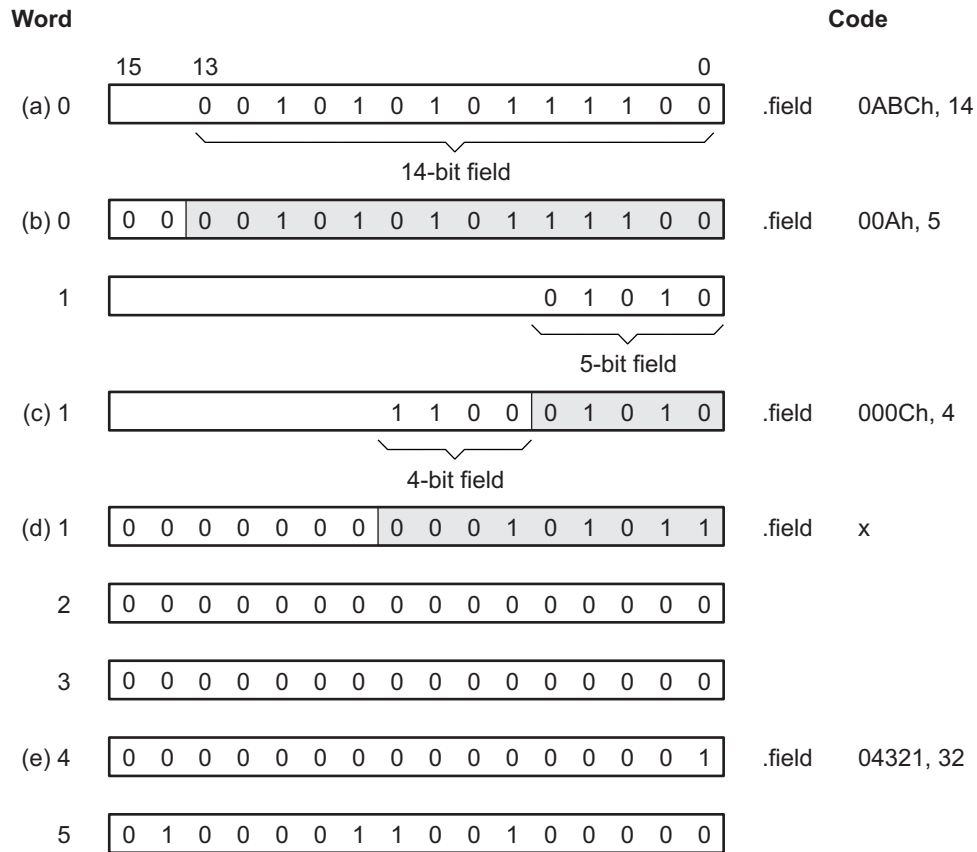 Word Code
15 13 0
(a) 0 0 0 1 0 1 0 1 0 1 1 1 1 0 0 .field 0ABCh, 14
14-bit field
(b) 0 0 0 0 0 1 0 1 0 1 0 1 1 1 1 0 0 .field 00Ah, 5
1 0 1 0 1 0
5-bit field
(c) 1 1 1 0 0 0 1 0 1 0 .field 000Ch, 4
4-bit field
(d) 1 0 0 0 0 0 0 0 0 0 0 1 0 1 0 1 1 .field x
2 0 0 0 0 0 0 0 0 0 0 0 0 0 0 0 0
3 0 0 0 0 0 0 0 0 0 0 0 0 0 0 0 0
(e) 4 0 0 0 0 0 0 0 0 0 0 0 0 0 0 0 1 .field 04321, 32
5 0 1 0 0 0 0 1 1 0 0 1 0 0 0 0 0